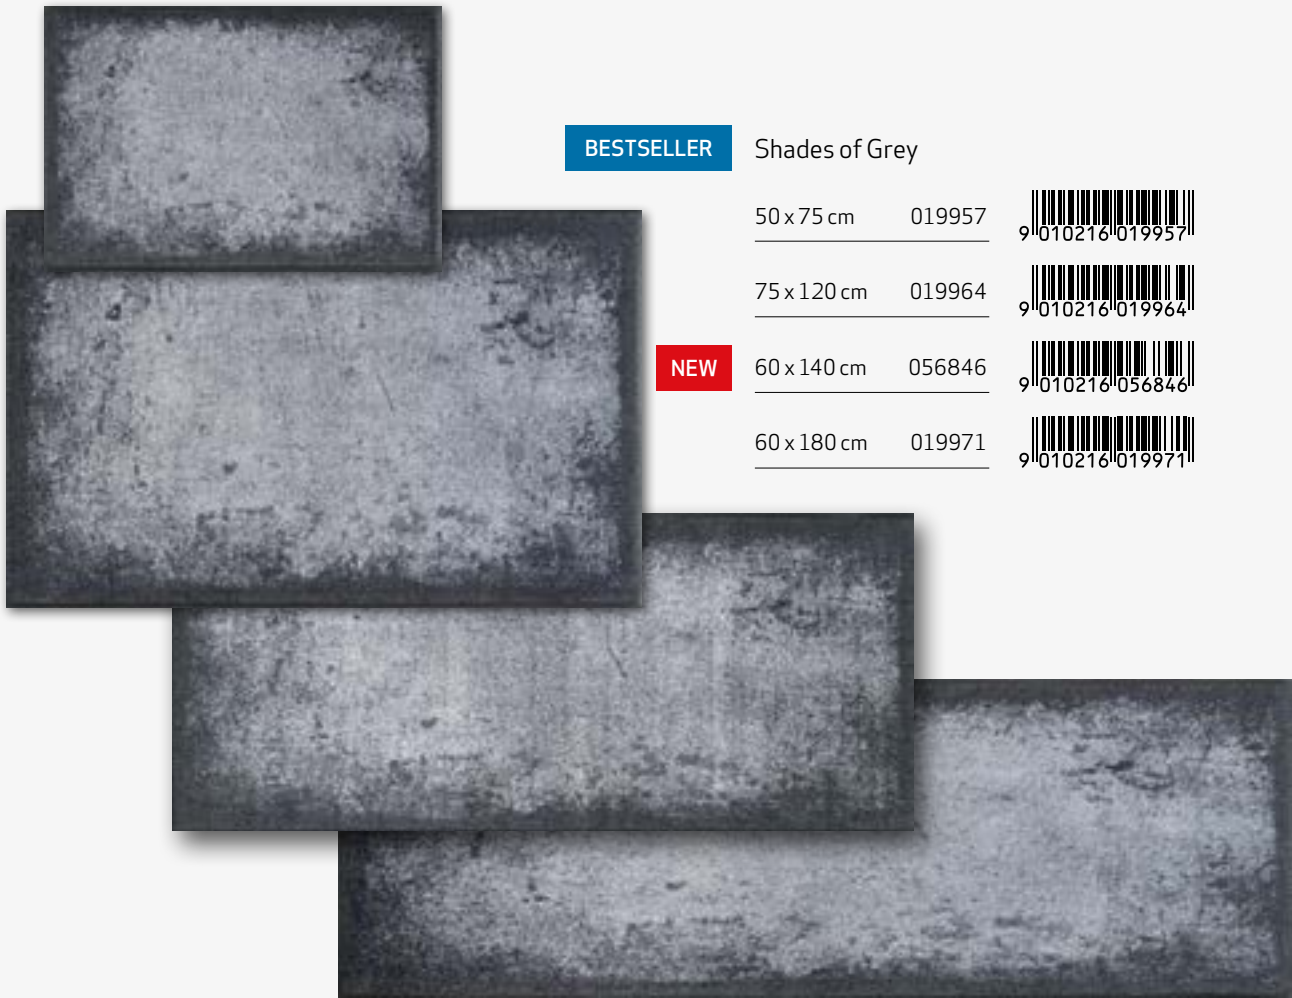 BESTSELLER Shades of Grey
50 x 75 cm 019957 9 010216 019957
75 x 120 cm 019964 9 010216 019964
NEW 60 x 140 cm 056846 9 010216 056846
60 x 180 cm 019971 9 010216 019971